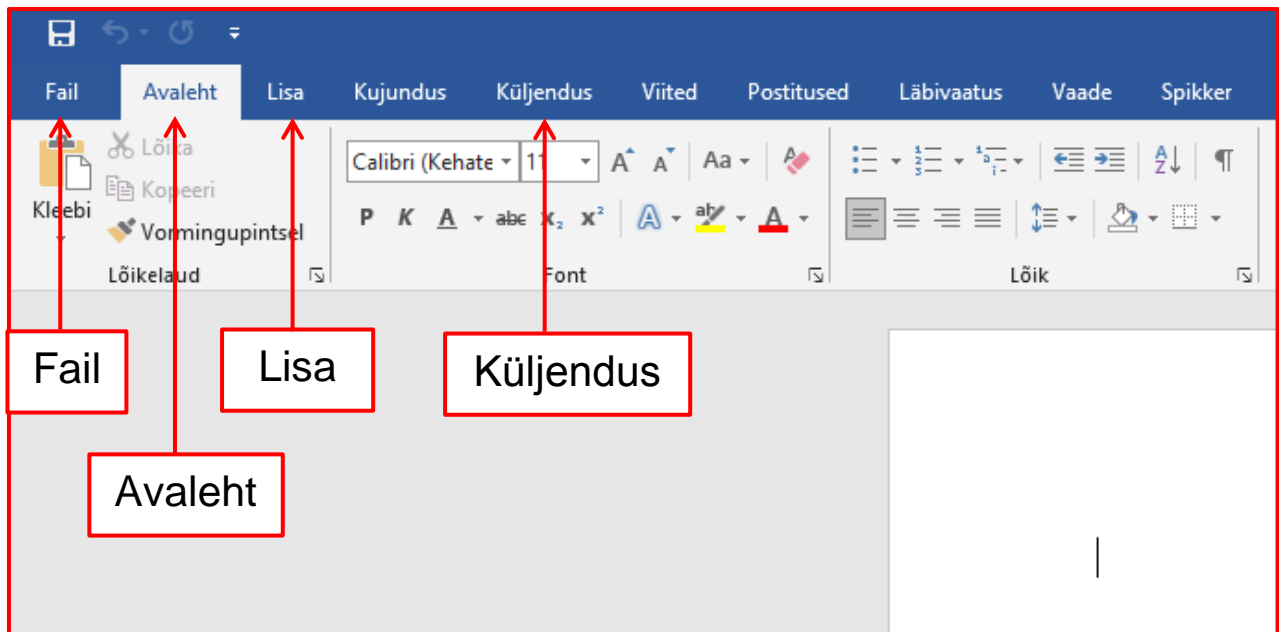 Fail Avaleht Lisa Kujundus Küljendus Viited Postitused Läbivaatus Vaade Spikker
Lõika
Kopeeri
Kleebi
Vormingupintsel
Lõikelaud
Calibri (Kehate 11 A A Aa A
P K A abc x₂ x² A aby A
Font
Lõik
Fail
Lisa
Küljendus
Avaleht